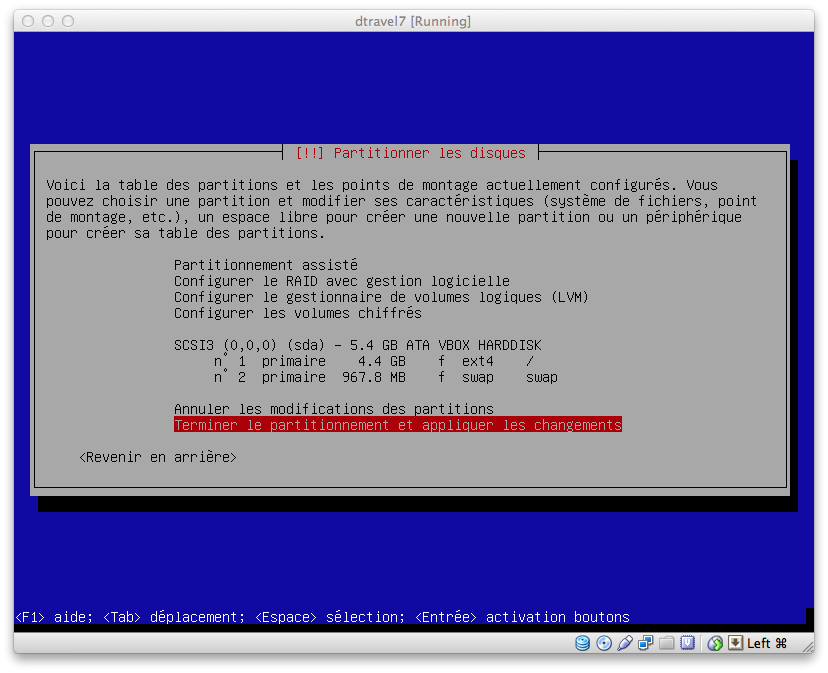 dtravel7 [Running]
[!!] Partitionner les disques
Voici la table des partitions et les points de montage actuellement configurés. Vous
pouvez choisir une partition et modifier ses caractéristiques (système de fichiers, point
de montage, etc.), un espace libre pour créer une nouvelle partition ou un périphérique
pour créer sa table des partitions.
Partitionnement assisté
Configurer le RAID avec gestion logicielle
Configurer le gestionnaire de volumes logiques (LVM)
Configurer les volumes chiffrés
SCSI3 (0,0,0) (sda) - 5.4 GB ATA VBOX HARDDISK
n° 1 primaire 4.4 GB f ext4 /
n° 2 primaire 967.8 MB f swap swap
Annuler les modifications des partitions
Terminer le partitionnement et appliquer les changements
<Revenir en arrière>
<F1> aide; <Tab> déplacement; <Espace> sélection; <Entrée> activation boutons
Left ⌘